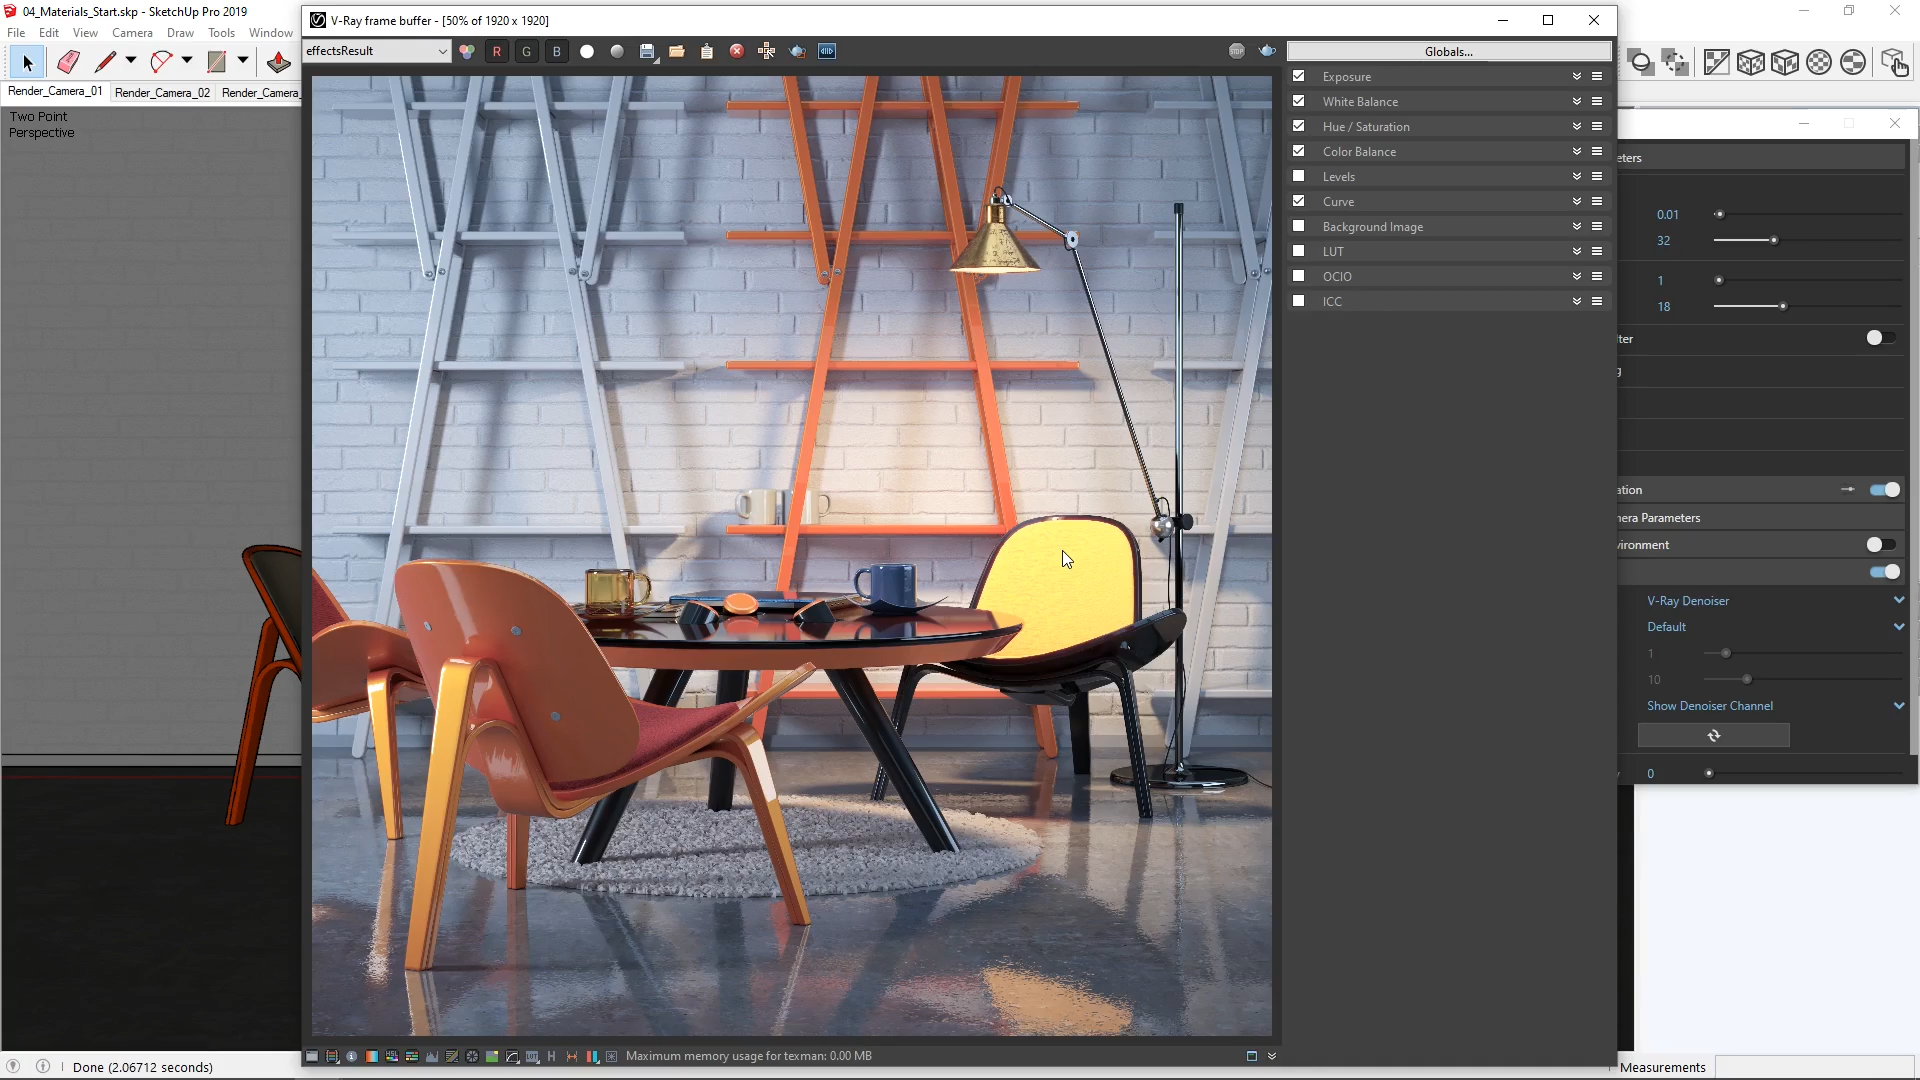 04_Materials_Start.skp - SketchUp Pro 2019
File Edit View Camera Draw Tools Window
Render_Camera_01 Render_Camera_02 Render_Camera_
Two Point
Perspective
V-Ray frame buffer - [50% of 1920 x 1920]
effectsResult
R G B
Globals...
Exposure
White Balance
Hue / Saturation
Color Balance
Levels
Curve
Background Image
LUT
OCIO
ICC
eters
0.01
32
1
18
lter
g
ation
nera Parameters
vironment
V-Ray Denoiser
Default
1
10
Show Denoiser Channel
0
Maximum memory usage for texman: 0.00 MB
Done (2.06712 seconds)
Measurements